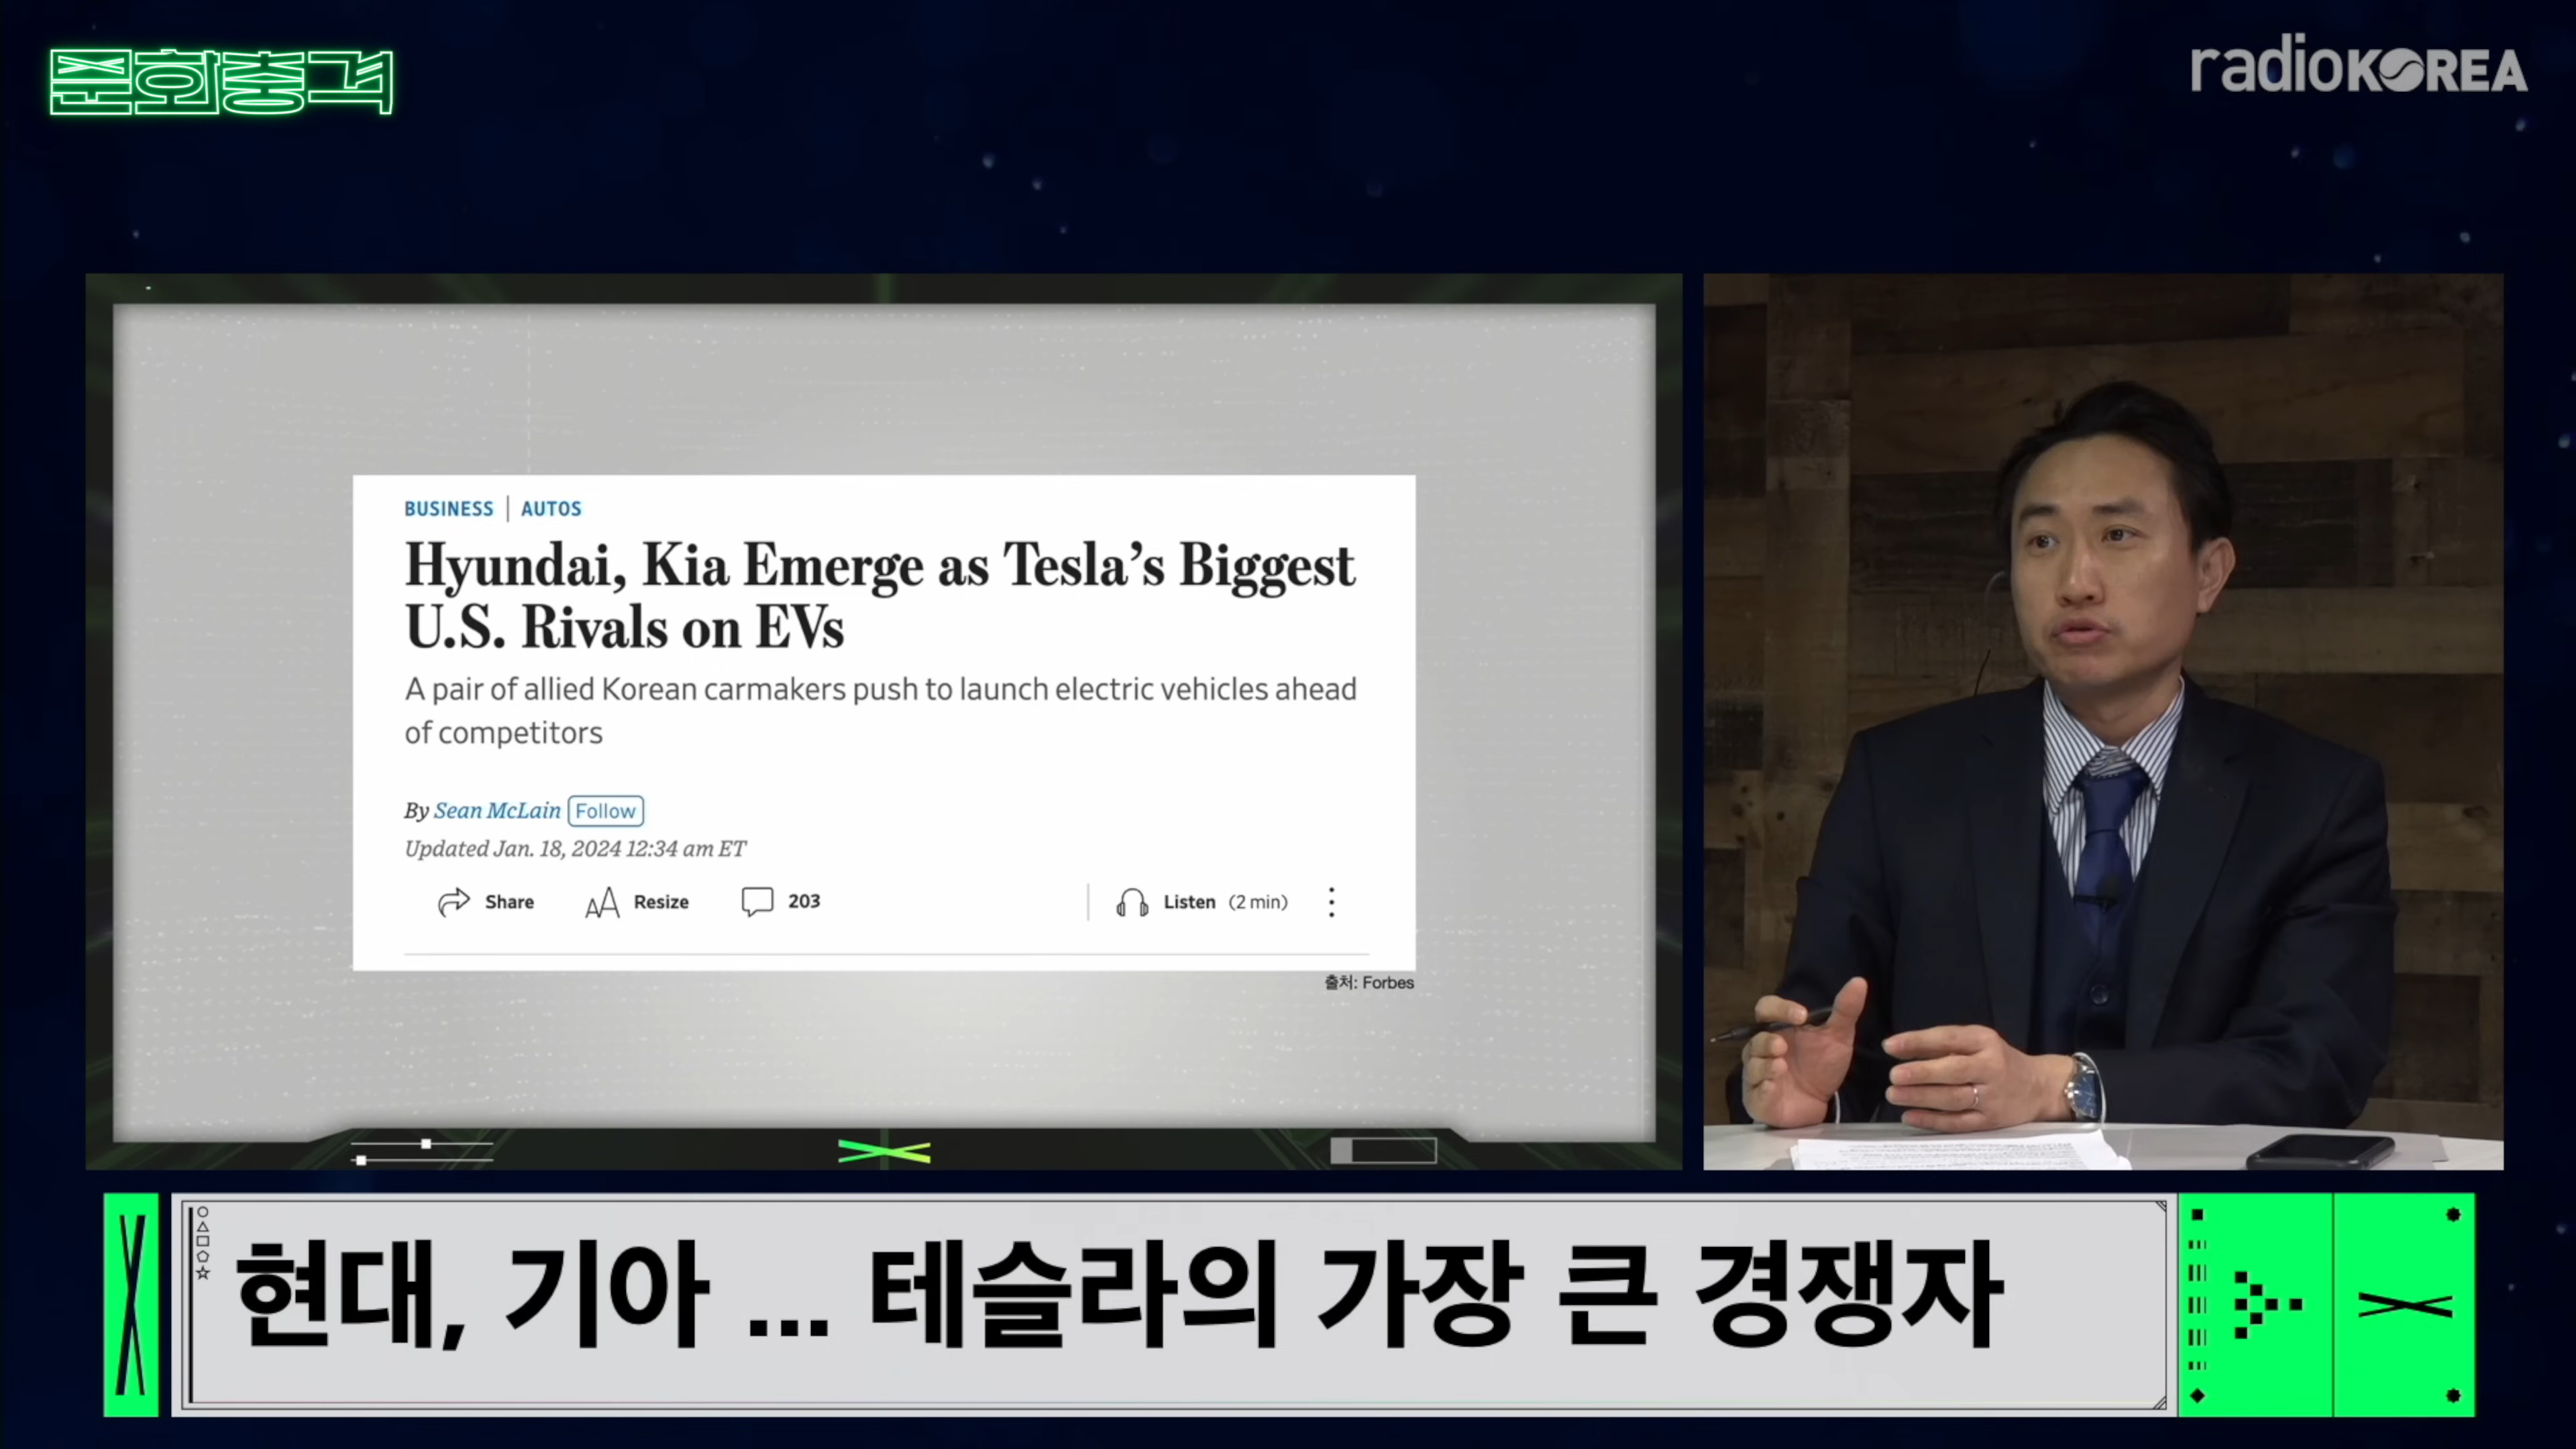 문화충격
radioKOREA
BUSINESS | AUTOS
Hyundai, Kia Emerge as Tesla's Biggest
U.S. Rivals on EVs
A pair of allied Korean carmakers push to launch electric vehicles ahead
of competitors
By Sean McLain Follow
Updated Jan. 18, 2024 12:34 am ET
Share Resize 203 Listen (2 min)
출처: Forbes
현대, 기아 ... 테슬라의 가장 큰 경쟁자